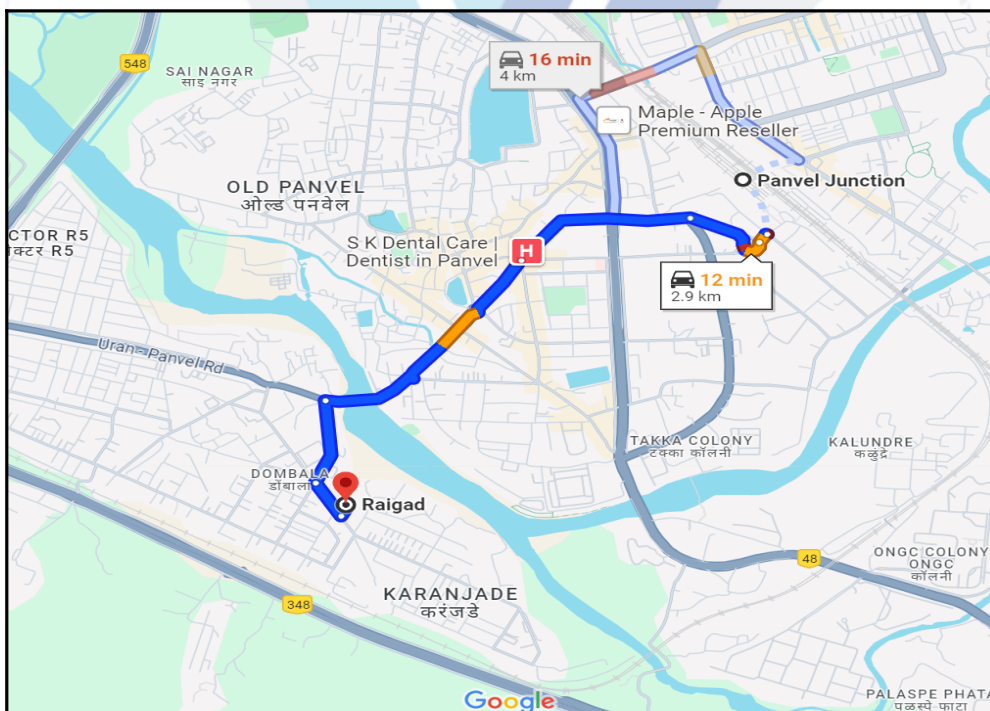 548
SAI NAGAR
साइ नगर
16 min
4 km
Maple - Apple
Premium Reseller
Panvel Junction
OLD PANVEL
ओल्ड पनवेल
CTOR R5
क्टर R5
S K Dental Care |
Dentist in Panvel
H
12 min
2.9 km
Uran - Panvel Rd
TAKKA COLONY
टक्का कॉलनी
KALUNDRE
कळुंद्रे
DOMBALA
डोंबाला
Raigad
48
ONGC COLONY
ONGC
कॉलनी
KARANJADE
करंजडे
348
Google
PALASPE PHATA
पळस्पे फाटा